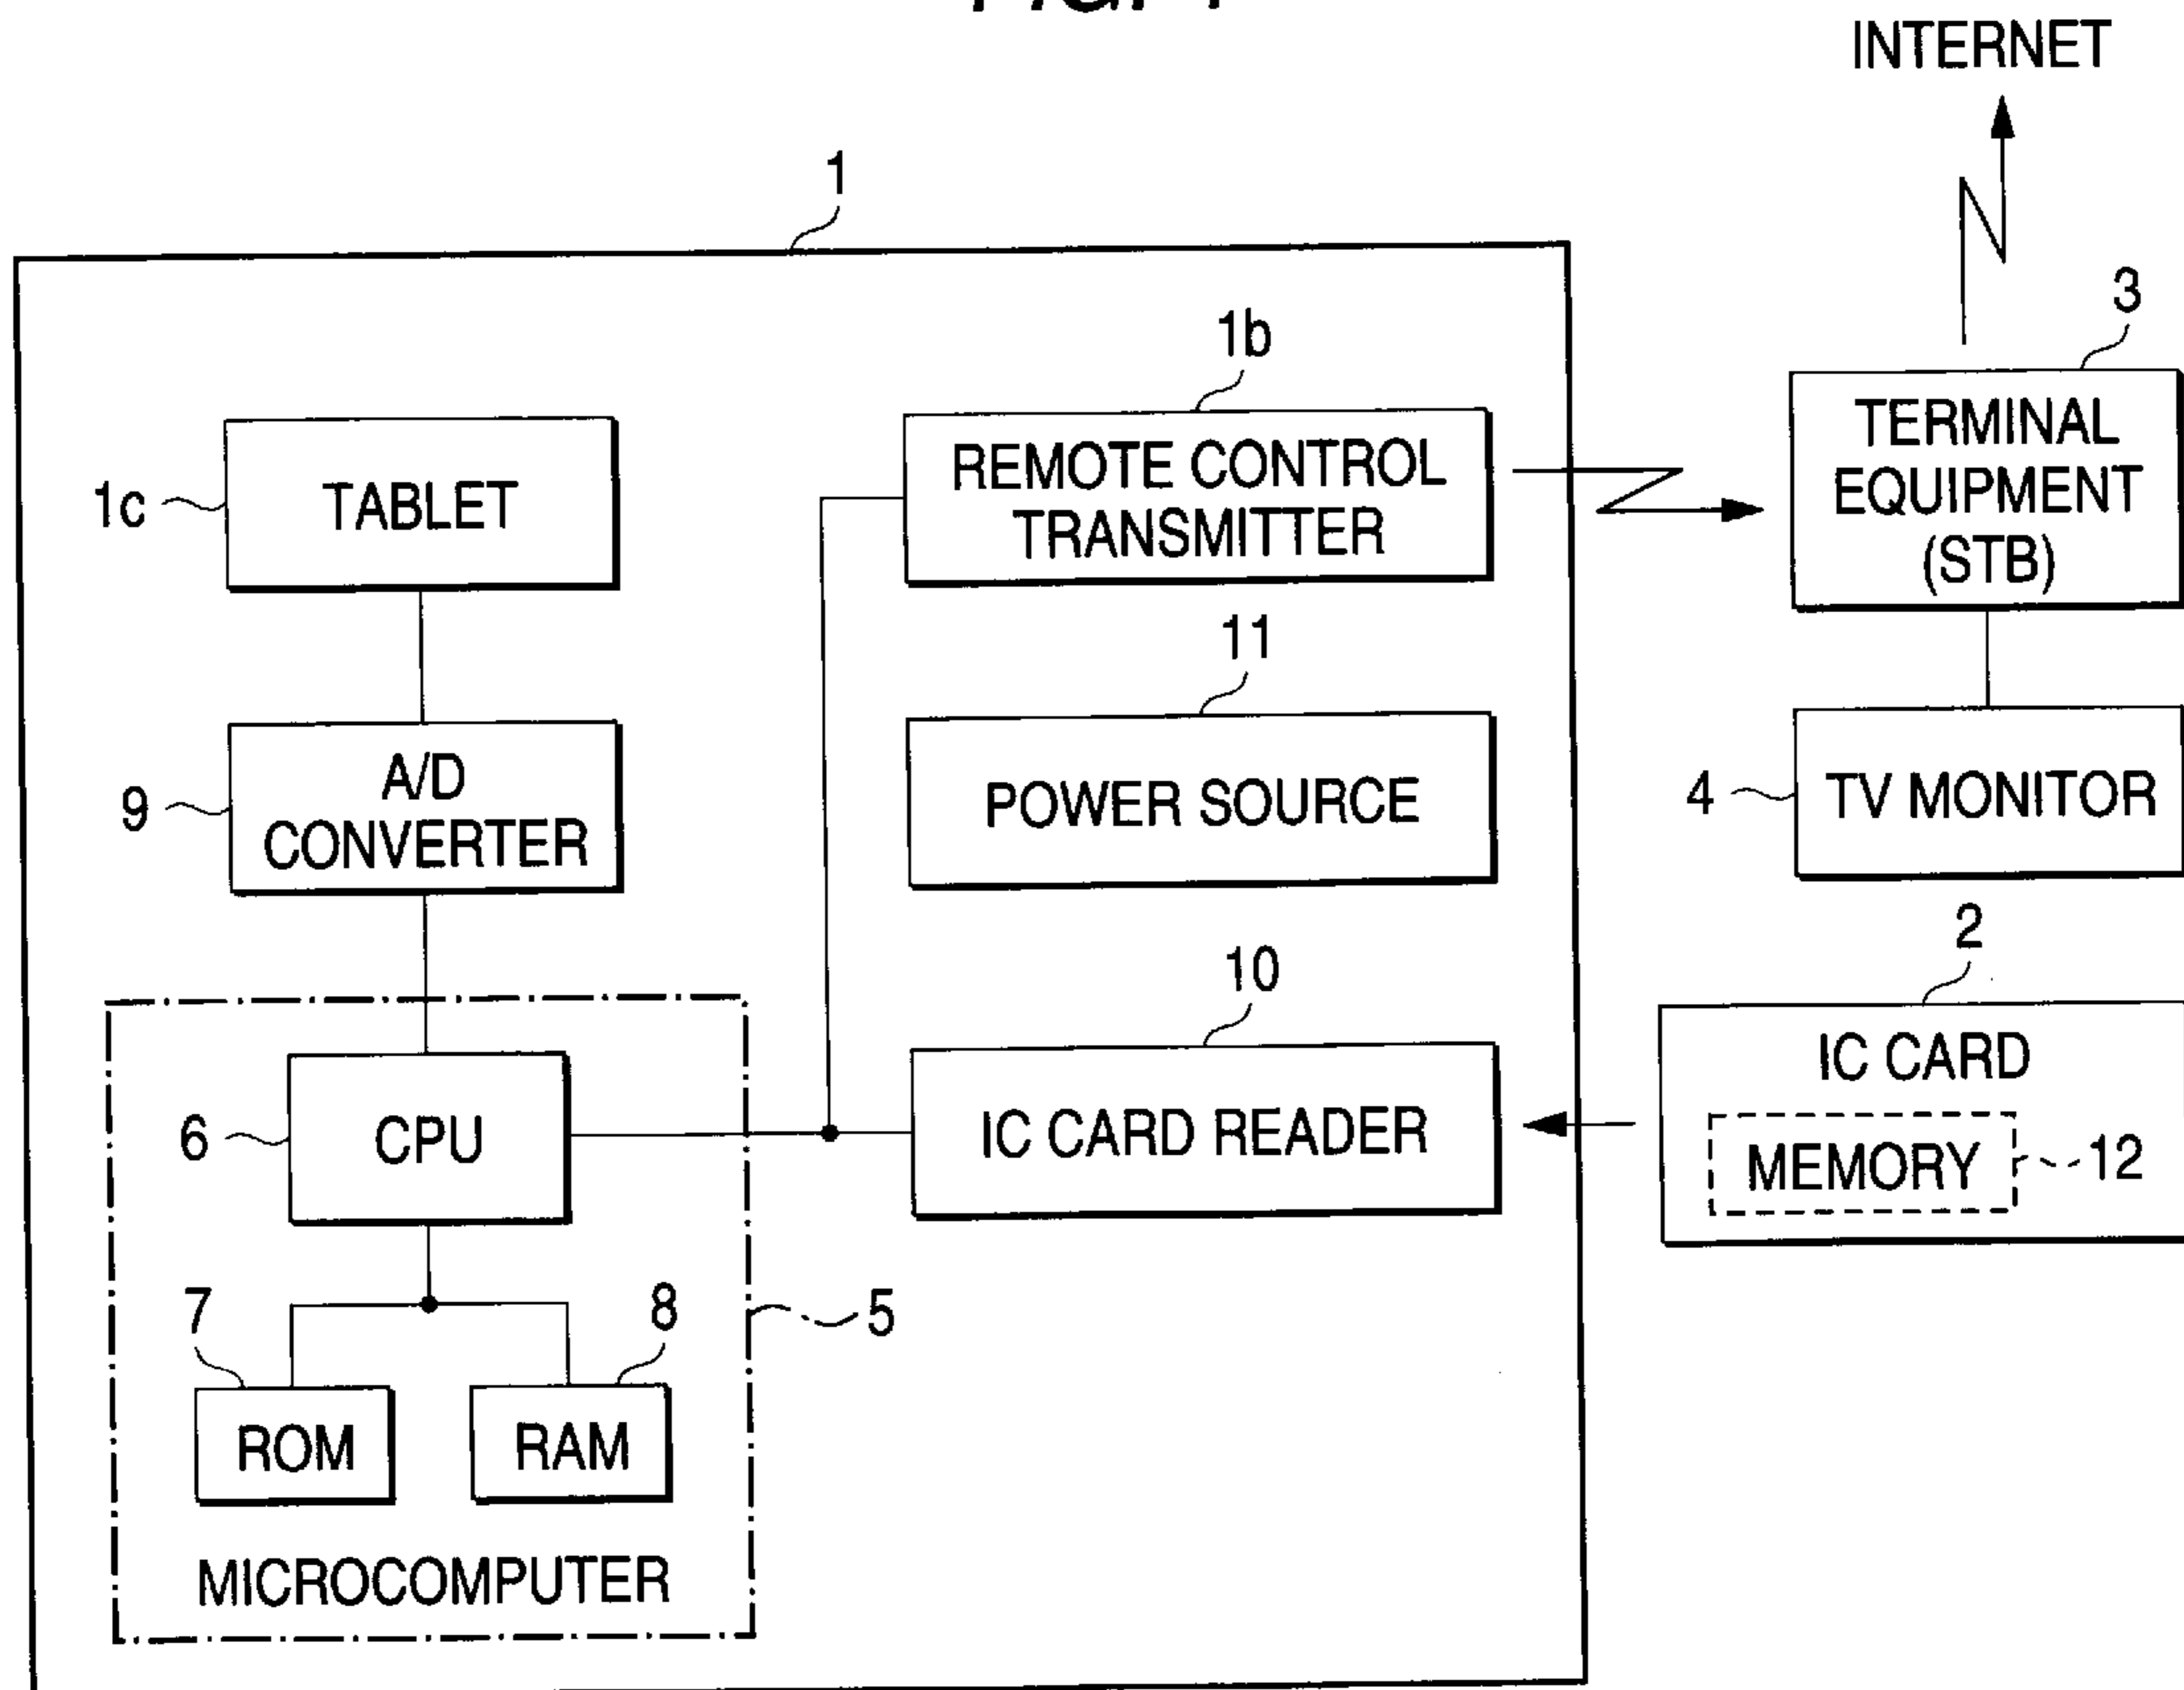 INTERNET
1
3
1b
TERMINAL
EQUIPMENT
(STB)
REMOTE CONTROL
TRANSMITTER
1c
TABLET
11
A/D
CONVERTER
9
POWER SOURCE
4
TV MONITOR
2
10
IC CARD
6
CPU
IC CARD READER
MEMORY
12
7
8
5
ROM
RAM
MICROCOMPUTER